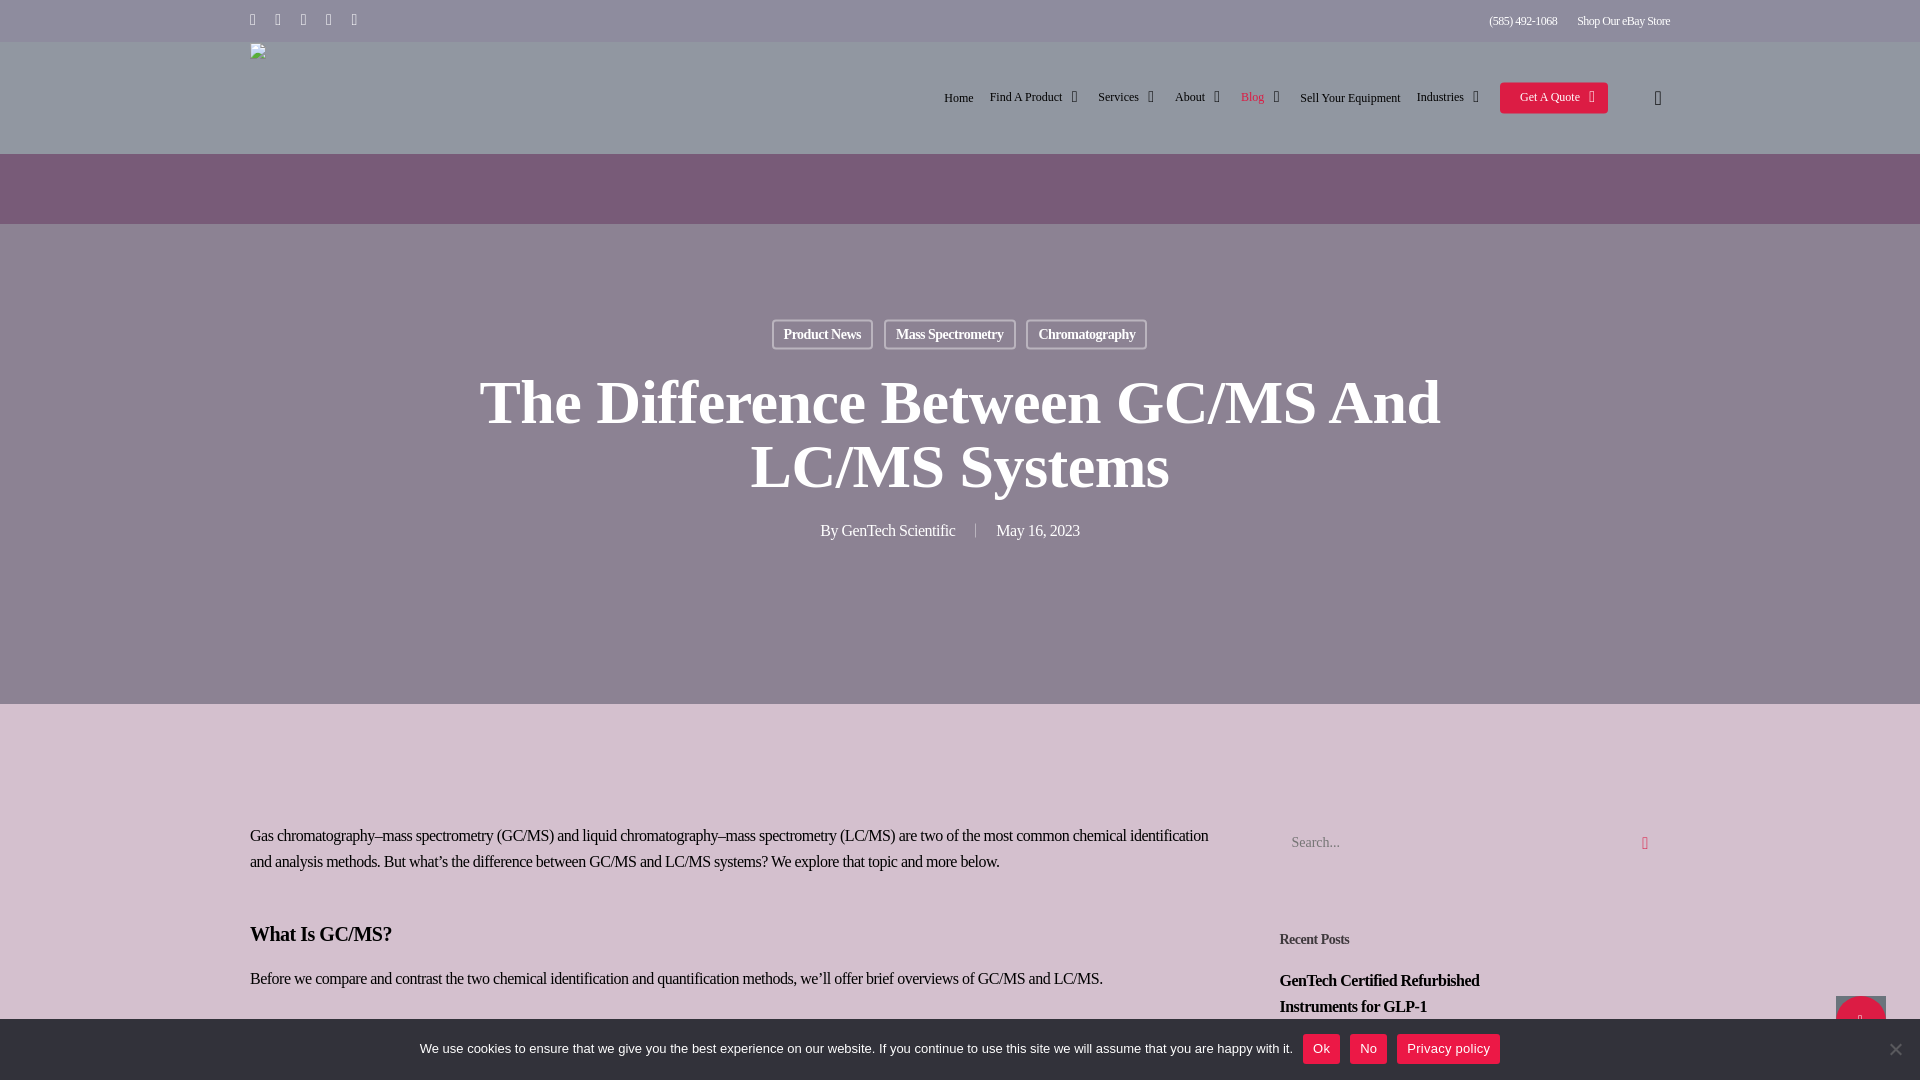 (585) 492-1068 Shop Our eBay Store
Home Find A Product Services About Blog Sell Your Equipment Industries Get A Quote
Product News Mass Spectrometry Chromatography
The Difference Between GC/MS And
LC/MS Systems
By GenTech Scientific May 16, 2023
Gas chromatography–mass spectrometry (GC/MS) and liquid chromatography–mass spectrometry (LC/MS) are two of the most common chemical identification
and analysis methods. But what’s the difference between GC/MS and LC/MS systems? We explore that topic and more below.
Search...
What Is GC/MS?
Recent Posts
Before we compare and contrast the two chemical identification and quantification methods, we’ll offer brief overviews of GC/MS and LC/MS.
GenTech Certified Refurbished
Instruments for GLP-1
We use cookies to ensure that we give you the best experience on our website. If you continue to use this site we will assume that you are happy with it. Ok No Privacy policy